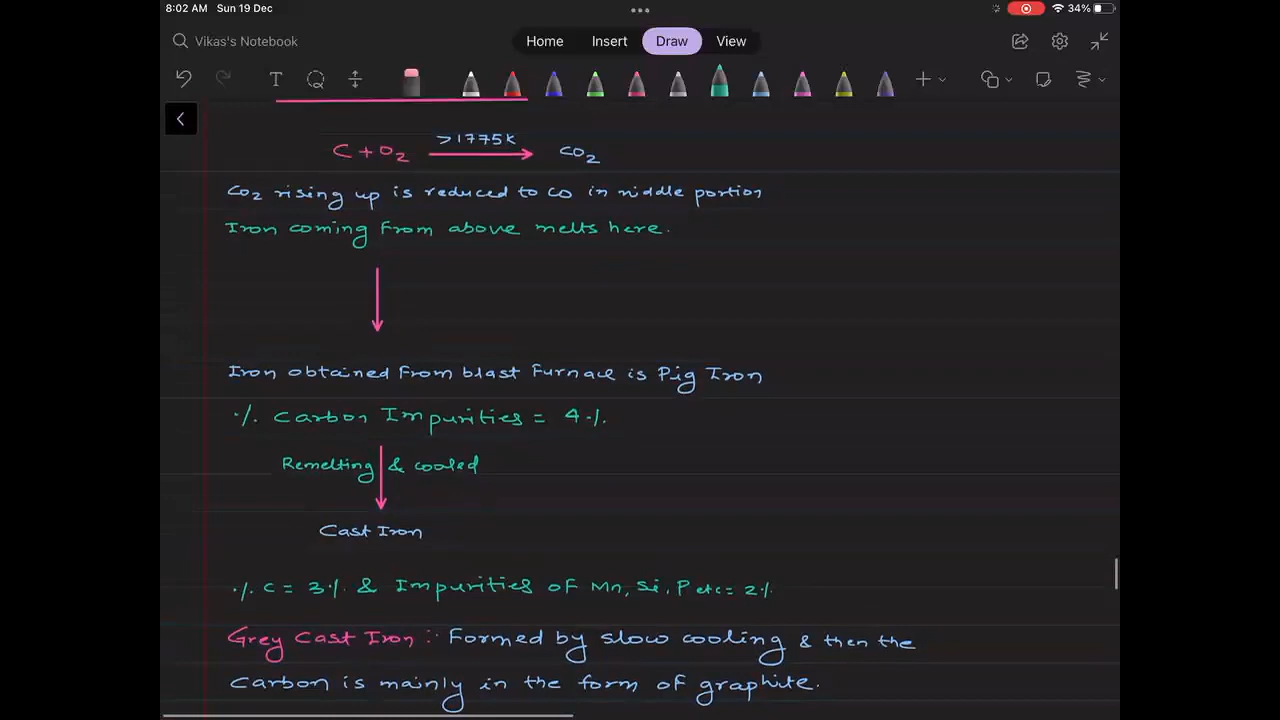 8:02 AM Sun 19 Dec
34%
Vikas's Notebook
Home Insert Draw View
T
>1775K
C + O2 → CO2
CO2 rising up is reduced to CO in middle portion
Iron coming from above melts here.
Iron obtained from blast Furnace is Pig Iron
% Carbon Impurities = 4%
Remelting & cooled
Cast Iron
% C = 3% & Impurities of Mn, Si, P etc = 2%
Grey Cast Iron :- Formed by slow cooling & then the
Carbon is mainly in the form of graphite.